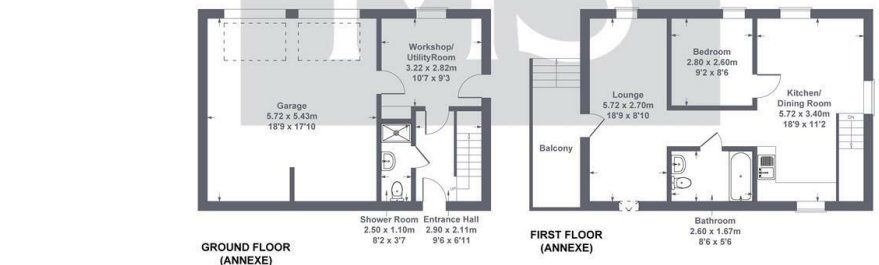 Garage
5.72 x 5.43m
18'9 x 17'10
Workshop/
UtilityRoom
3.22 x 2.82m
10'7 x 9'3
UP
Shower Room
2.50 x 1.10m
8'2 x 3'7
Entrance Hall
2.90 x 2.11m
9'6 x 6'11
GROUND FLOOR
(ANNEXE)
Balcony
Lounge
5.72 x 2.70m
18'9 x 8'10
Bedroom
2.80 x 2.60m
9'2 x 8'6
Kitchen/
Dining Room
5.72 x 3.40m
18'9 x 11'2
DN
Bathroom
2.60 x 1.67m
8'6 x 5'6
FIRST FLOOR
(ANNEXE)